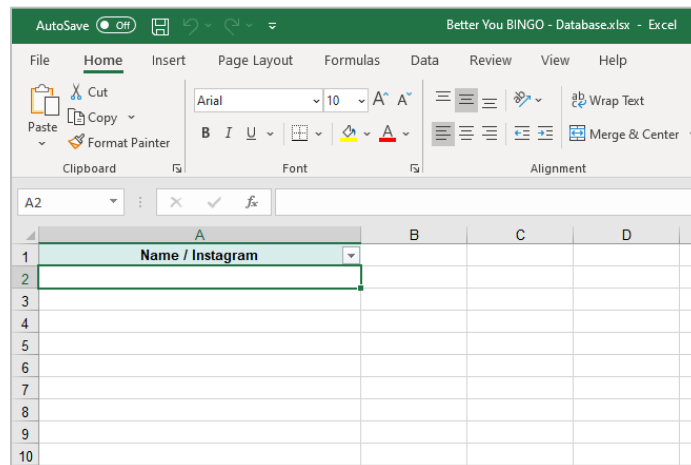 AutoSave Off Better You BINGO - Database.xlsx - Excel
File Home Insert Page Layout Formulas Data Review View Help
Paste
Cut
Copy
Format Painter
Clipboard
Arial 10 A A
B I U A
Font
ab Wrap Text
Merge & Center
Alignment
A2 fx
A B C D
1 Name / Instagram
2
3
4
5
6
7
8
9
10